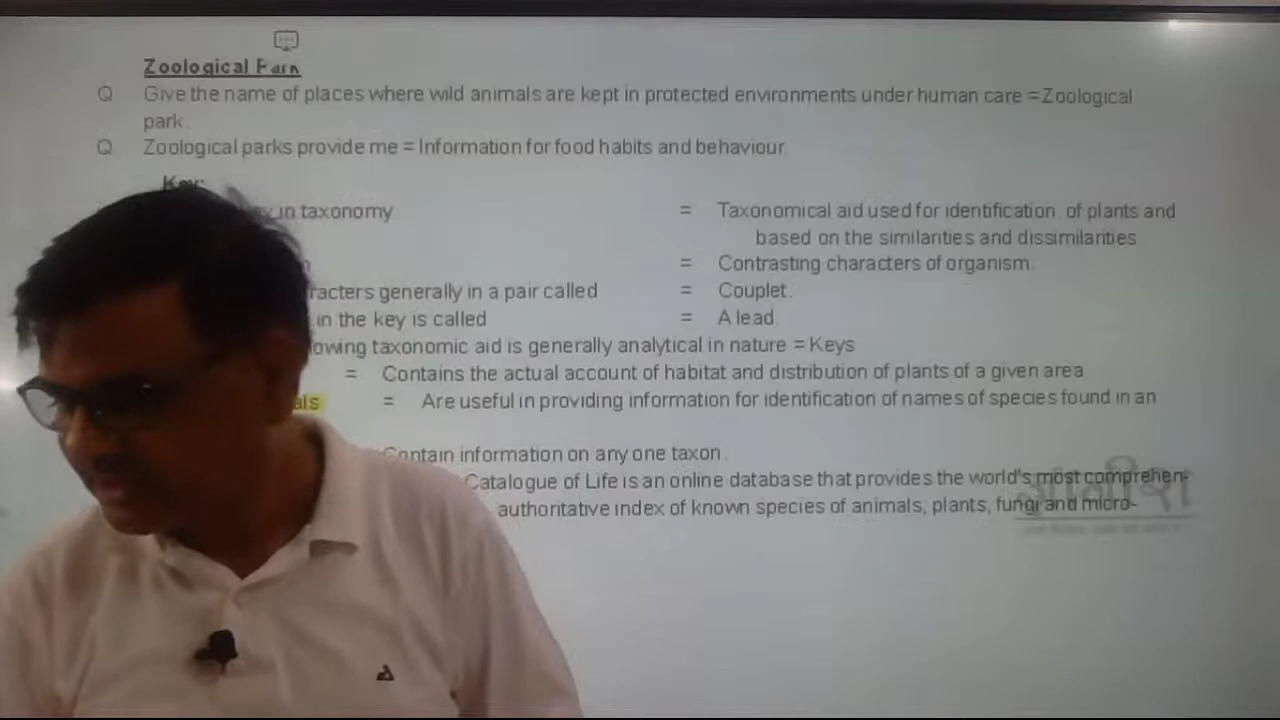 Zoological Park
Q Give the name of places where wild animals are kept in protected environments under human care = Zoological
park.
Q Zoological parks provide me = Information for food habits and behaviour
Key:
in taxonomy = Taxonomical aid used for identification of plants and
based on the similarities and dissimilarities
= Contrasting characters of organism.
racters generally in a pair called = Couplet.
in the key is called = A lead
owing taxonomic aid is generally analytical in nature = Keys
= Contains the actual account of habitat and distribution of plants of a given area
als = Are useful in providing information for identification of names of species found in an
Contain information on any one taxon.
Catalogue of Life is an online database that provides the world's most comprehen-
authoritative index of known species of animals, plants, fungi and micro-